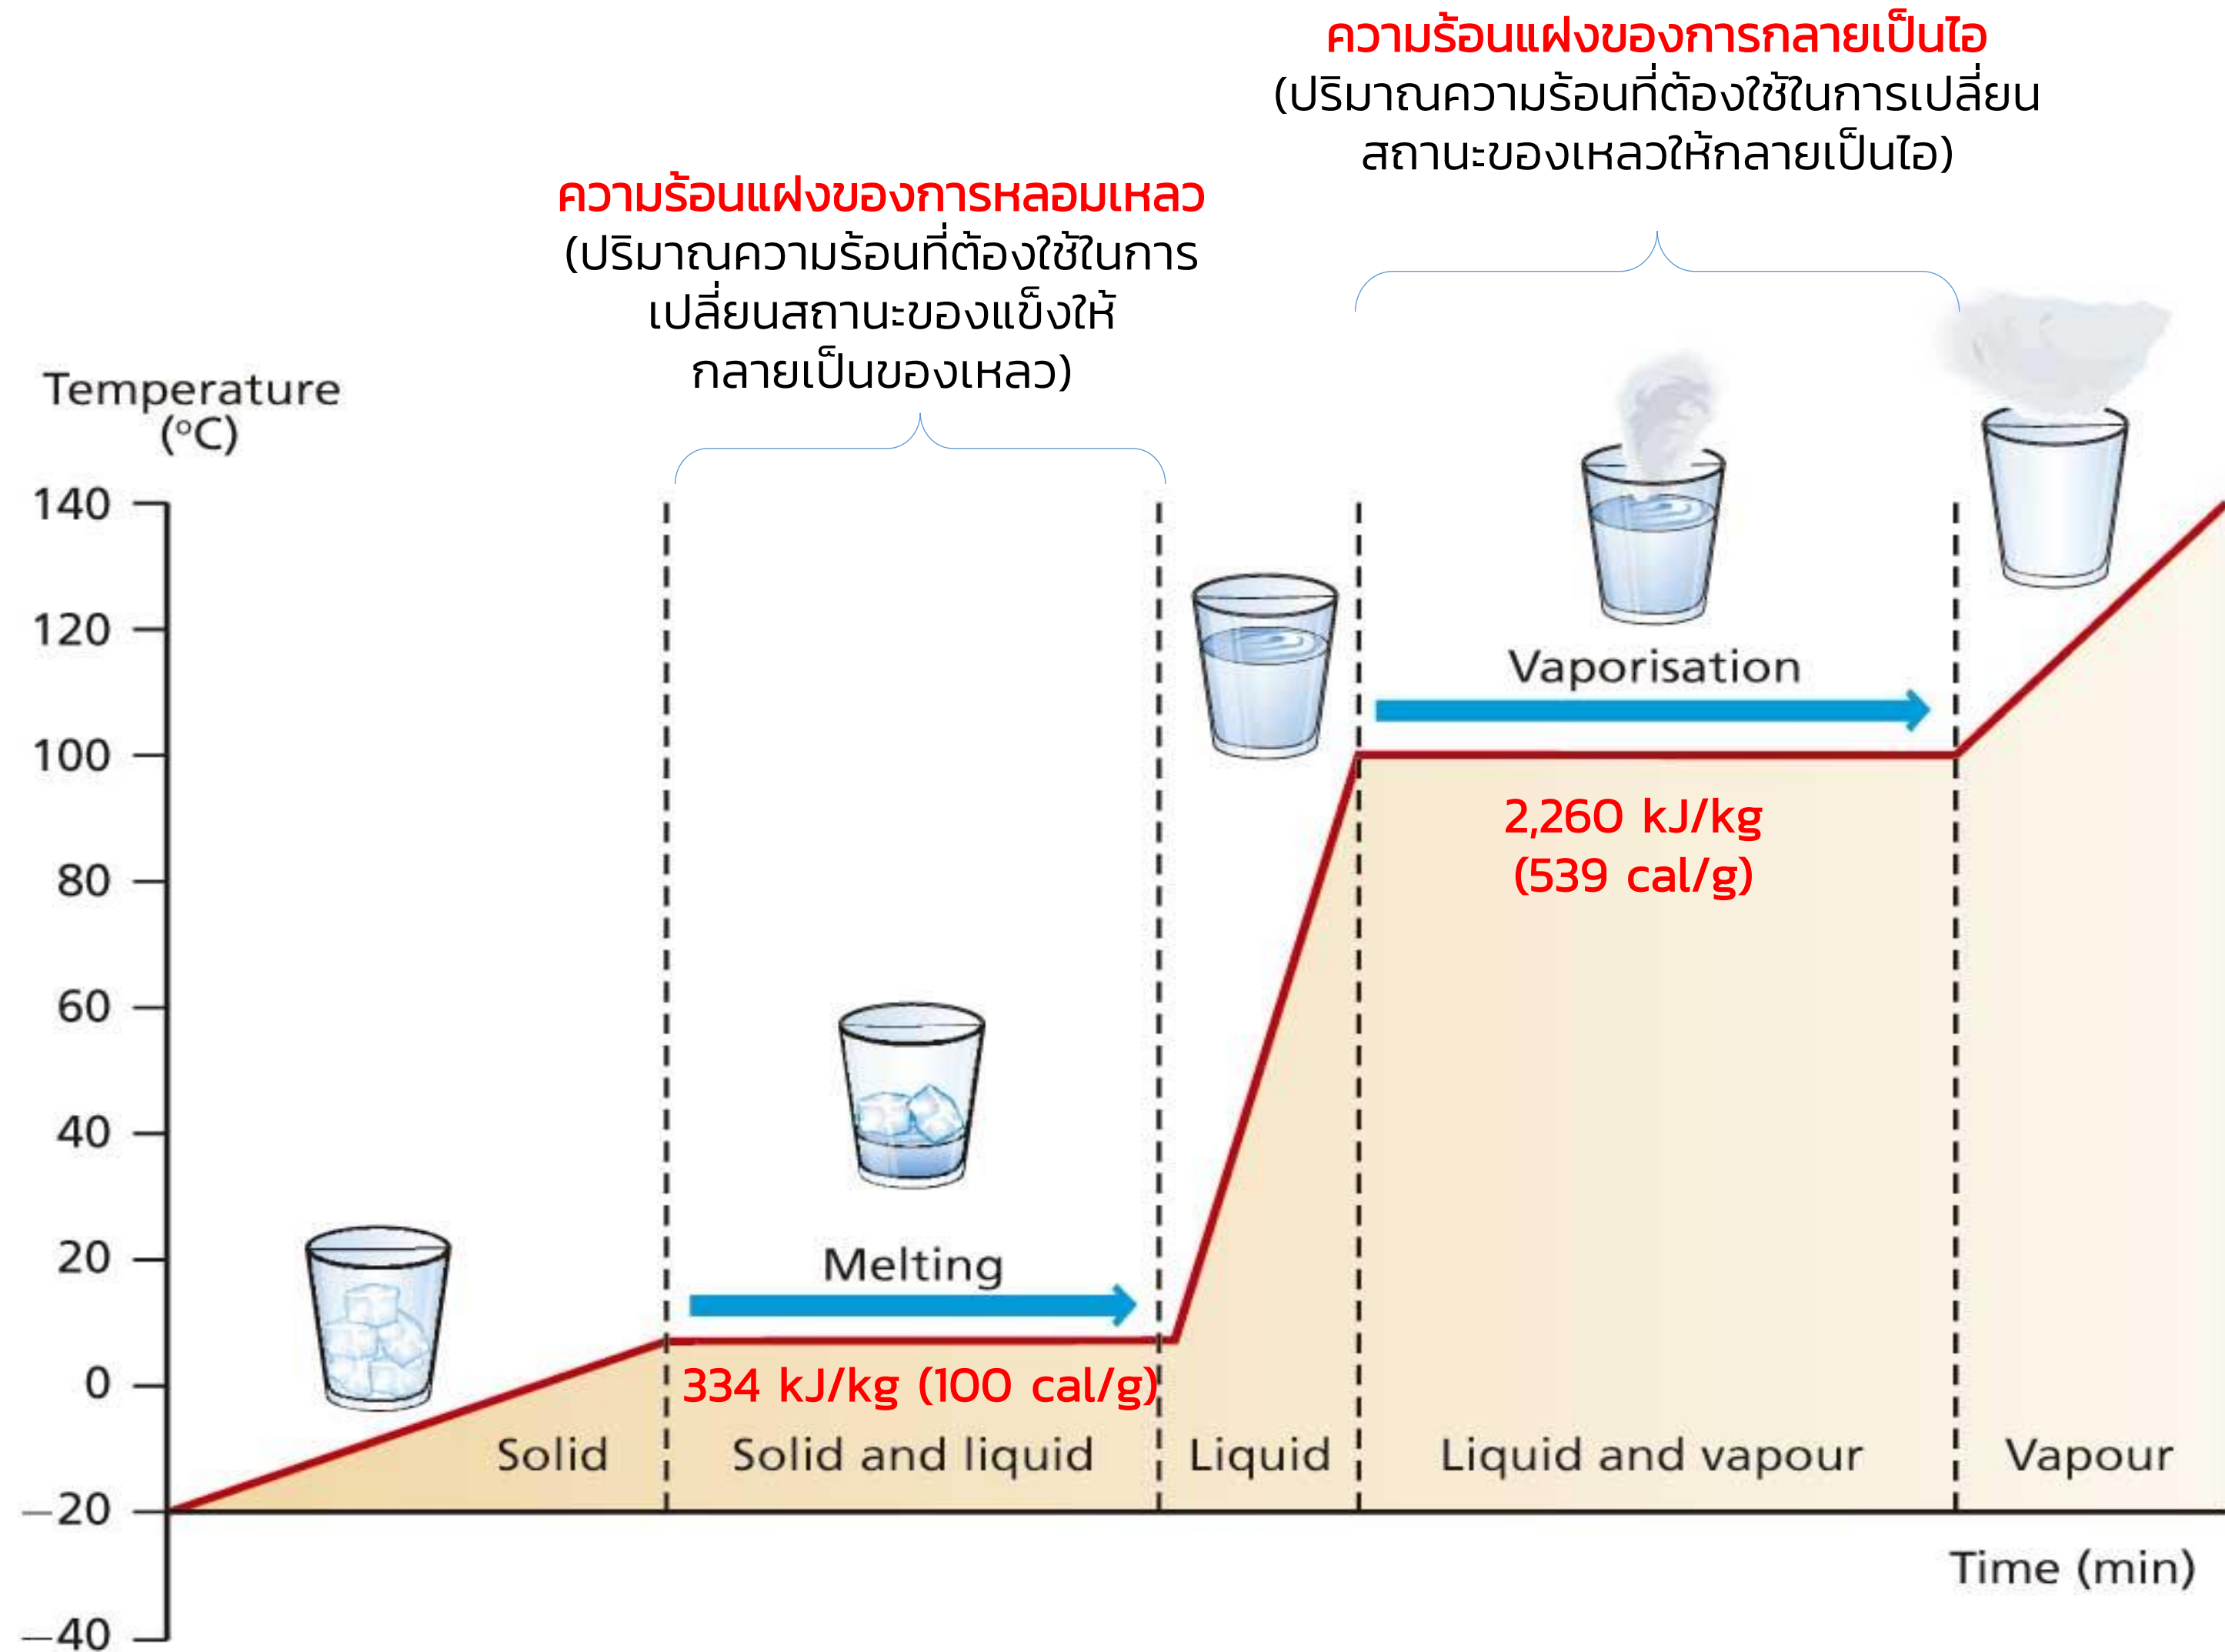 ความร้อนแฝงของการกลายเป็นไอ
(ปริมาณความร้อนที่ต้องใช้ในการเปลี่ยน
สถานะของเหลวให้กลายเป็นไอ)
ความร้อนแฝงของการหลอมเหลว
(ปริมาณความร้อนที่ต้องใช้ในการ
เปลี่ยนสถานะของแข็งให้
กลายเป็นของเหลว)
Temperature
(°C)
140
120
100
80
60
40
20
0
−20
−40
Vaporisation
2,260 kJ/kg
(539 cal/g)
Melting
334 kJ/kg (100 cal/g)
Solid
Solid and liquid
Liquid
Liquid and vapour
Vapour
Time (min)